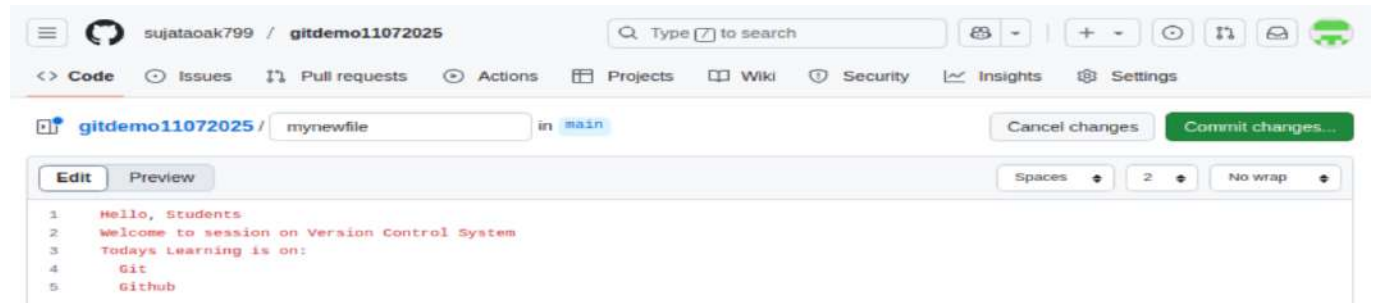 sujataoak799 / gitdemo11072025 Type / to search
<> Code Issues Pull requests Actions Projects Wiki Security Insights Settings
gitdemo11072025 / mynewfile in main Cancel changes Commit changes...
Edit Preview Spaces 2 No wrap
1 Hello, Students
2 Welcome to session on Version Control System
3 Todays Learning is on:
4 Git
5 Github